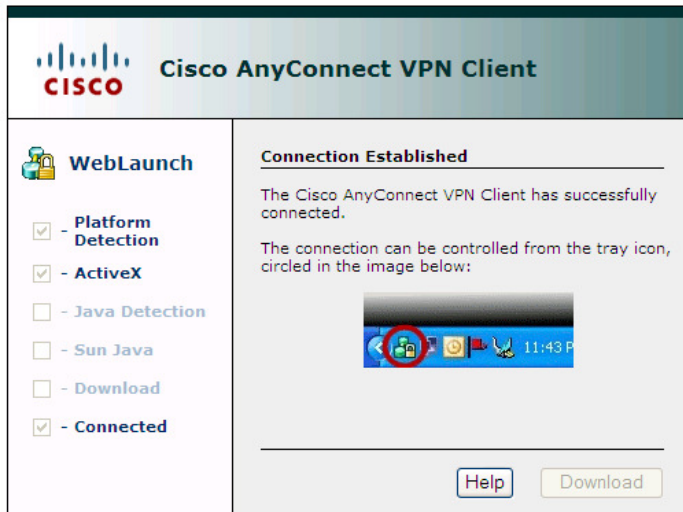 CISCO
Cisco AnyConnect VPN Client
WebLaunch
- Platform
Detection
- ActiveX
- Java Detection
- Sun Java
- Download
- Connected
Connection Established
The Cisco AnyConnect VPN Client has successfully
connected.
The connection can be controlled from the tray icon,
circled in the image below:
11:43 P
Help
Download